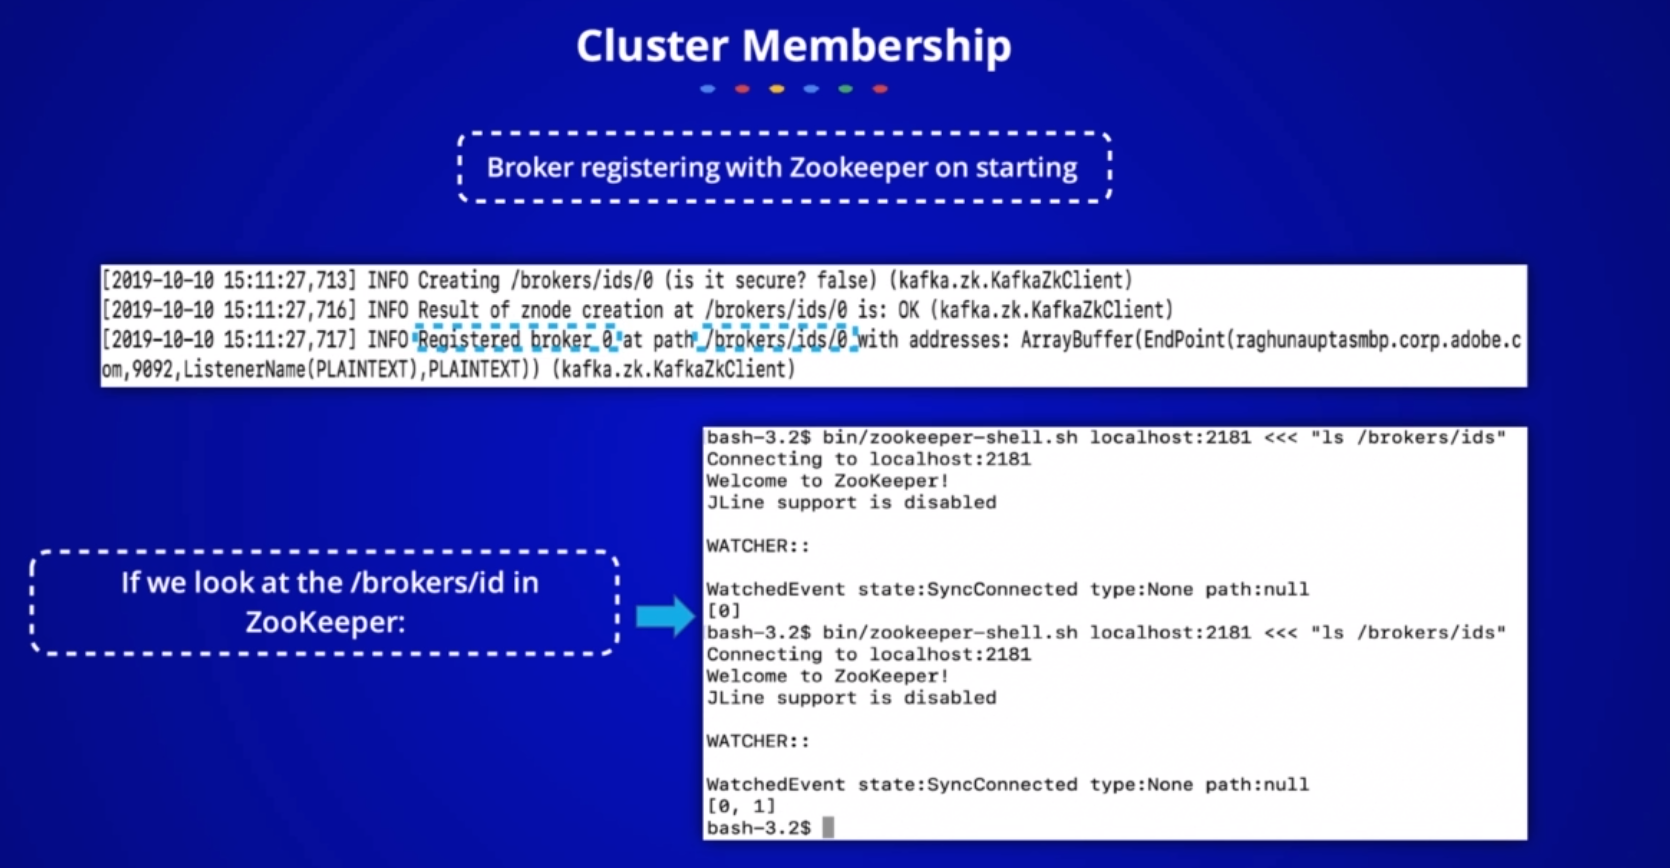 Cluster Membership
Broker registering with Zookeeper on starting
[2019-10-10 15:11:27,713] INFO Creating /brokers/ids/0 (is it secure? false) (kafka.zk.KafkaZkClient)
[2019-10-10 15:11:27,716] INFO Result of znode creation at /brokers/ids/0 is: OK (kafka.zk.KafkaZkClient)
[2019-10-10 15:11:27,717] INFO Registered broker 0 at path /brokers/ids/0 with addresses: ArrayBuffer(EndPoint(raghunauptasmbp.corp.adobe.c
om,9092,ListenerName(PLAINTEXT),PLAINTEXT)) (kafka.zk.KafkaZkClient)
If we look at the /brokers/id in
ZooKeeper:
bash-3.2$ bin/zookeeper-shell.sh localhost:2181 <<< "ls /brokers/ids"
Connecting to localhost:2181
Welcome to ZooKeeper!
JLine support is disabled
WATCHER::
WatchedEvent state:SyncConnected type:None path:null
[0]
bash-3.2$ bin/zookeeper-shell.sh localhost:2181 <<< "ls /brokers/ids"
Connecting to localhost:2181
Welcome to ZooKeeper!
JLine support is disabled
WATCHER::
WatchedEvent state:SyncConnected type:None path:null
[0, 1]
bash-3.2$